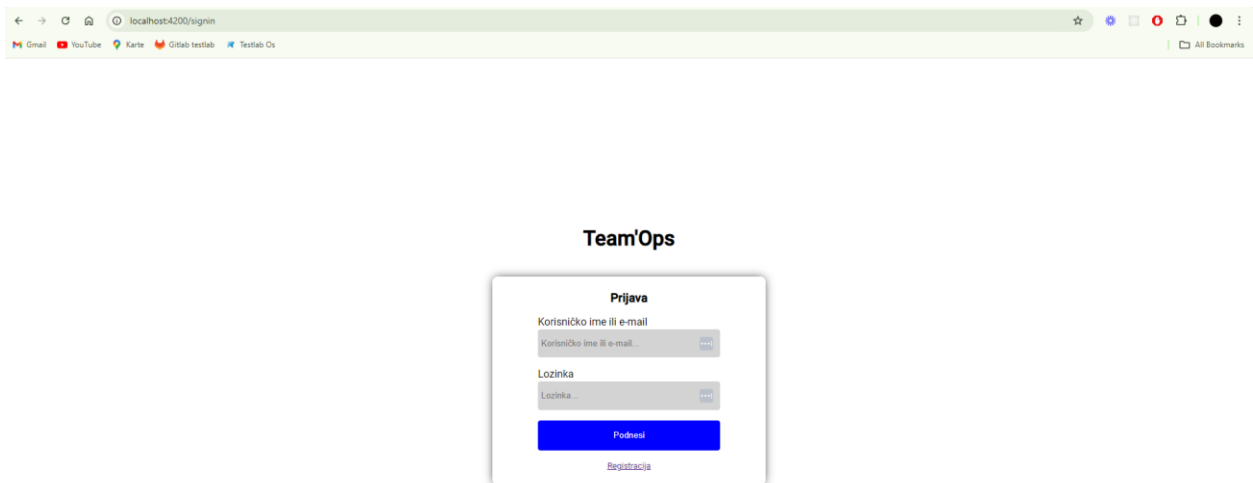 localhost:4200/signin
Gmail YouTube Karte Gitlab testlab Testlab Os All Bookmarks
Team'Ops
Prijava
Korisničko ime ili e-mail
Korisničko ime ili e-mail...
Lozinka
Lozinka...
Podnesi
Registracija